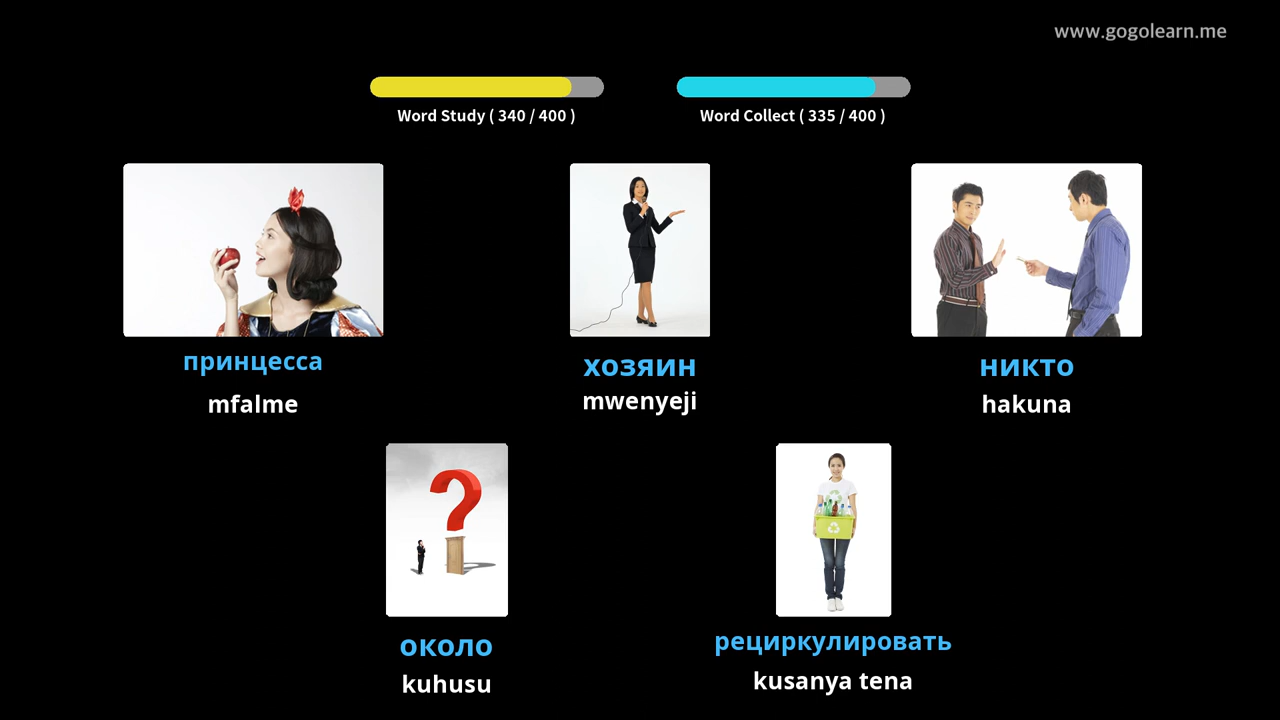 www.gogolearn.me
Word Study ( 340 / 400 )
Word Collect ( 335 / 400 )
принцесса
mfalme
хозяин
mwenyeji
никто
hakuna
около
kuhusu
рециркулировать
kusanya tena